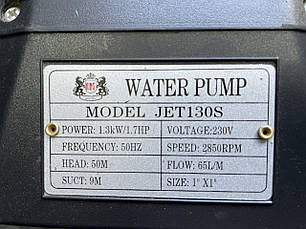 WATER PUMP
MODEL JET130S
POWER: 1.3kW/1.7HP VOLTAGE:230V
FREQUENCY: 50HZ SPEED: 2850RPM
HEAD: 50M FLOW: 65L/M
SUCT: 9M SIZE: 1" X1"